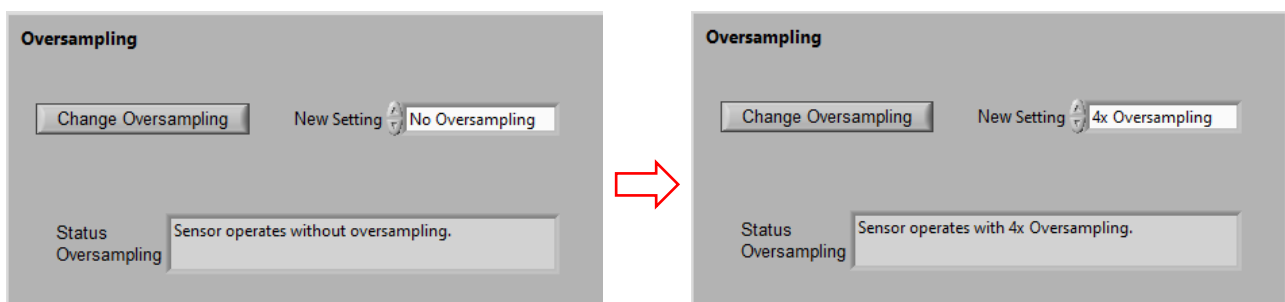 Oversampling
Change Oversampling
New Setting
No Oversampling
Status
Oversampling
Sensor operates without oversampling.
Oversampling
Change Oversampling
New Setting
4x Oversampling
Status
Oversampling
Sensor operates with 4x Oversampling.